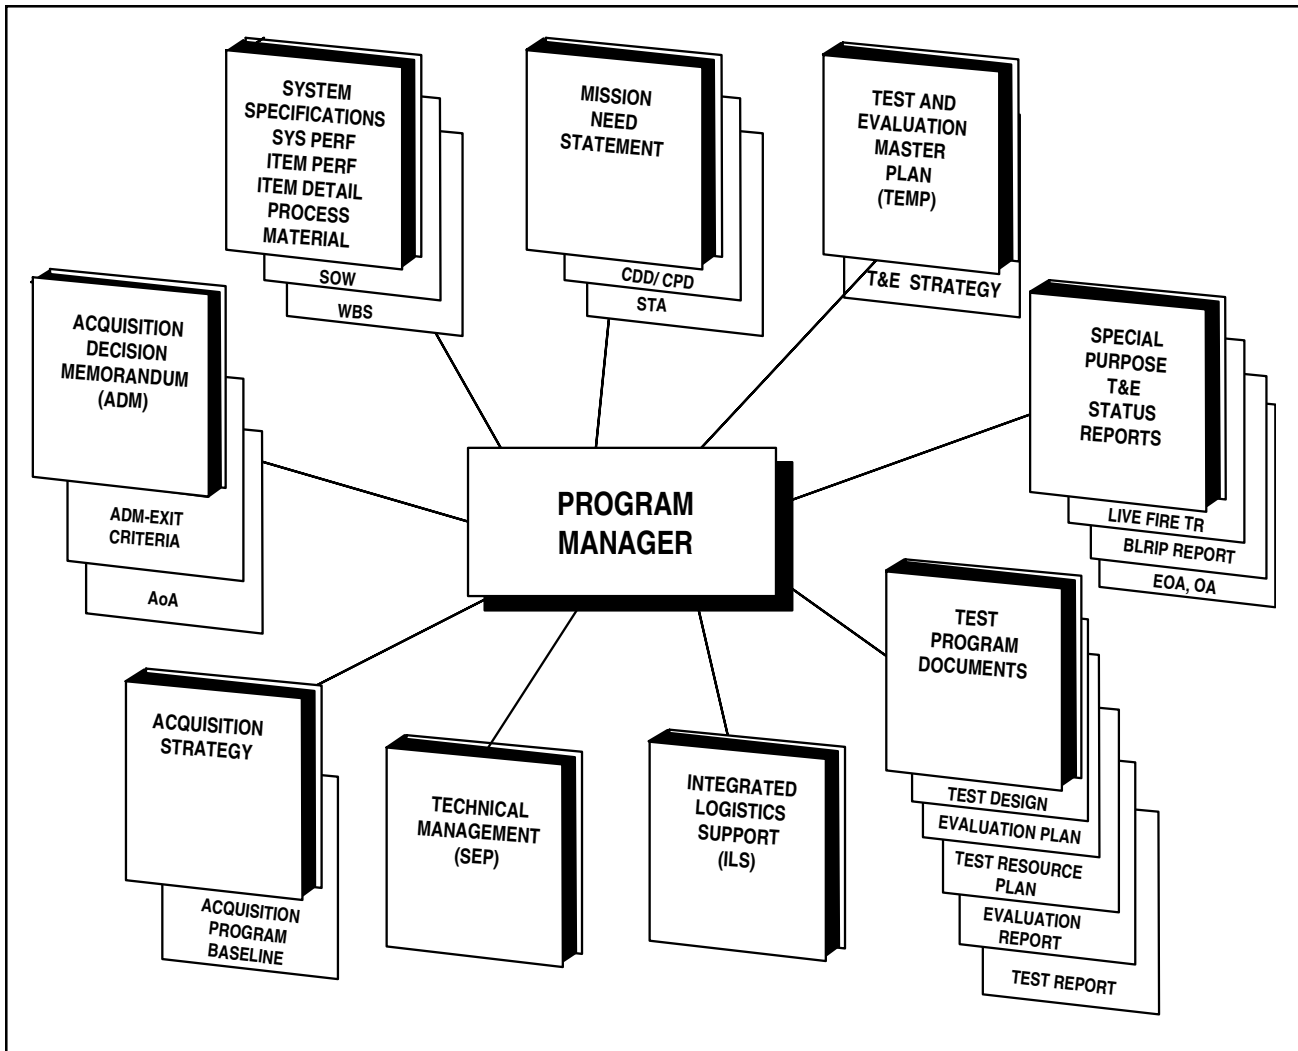 SYSTEM
SPECIFICATIONS
SYS PERF
ITEM PERF
ITEM DETAIL
PROCESS
MATERIAL
SOW
WBS
MISSION
NEED
STATEMENT
CDD/ CPD
STA
TEST AND
EVALUATION
MASTER
PLAN
(TEMP)
T&E STRATEGY
ACQUISITION
DECISION
MEMORANDUM
(ADM)
ADM-EXIT
CRITERIA
AoA
SPECIAL
PURPOSE
T&E
STATUS
REPORTS
LIVE FIRE TR
BLRIP REPORT
EOA, OA
PROGRAM
MANAGER
TEST
PROGRAM
DOCUMENTS
TEST DESIGN
EVALUATION PLAN
TEST RESOURCE
PLAN
EVALUATION
REPORT
TEST REPORT
ACQUISITION
STRATEGY
ACQUISITION
PROGRAM
BASELINE
TECHNICAL
MANAGEMENT
(SEP)
INTEGRATED
LOGISTICS
SUPPORT
(ILS)